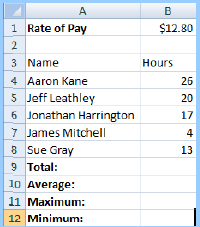 A B
1 Rate of Pay $12.80
2
3 Name Hours
4 Aaron Kane 26
5 Jeff Leathley 20
6 Jonathan Harrington 17
7 James Mitchell 4
8 Sue Gray 13
9 Total:
10 Average:
11 Maximum:
12 Minimum: